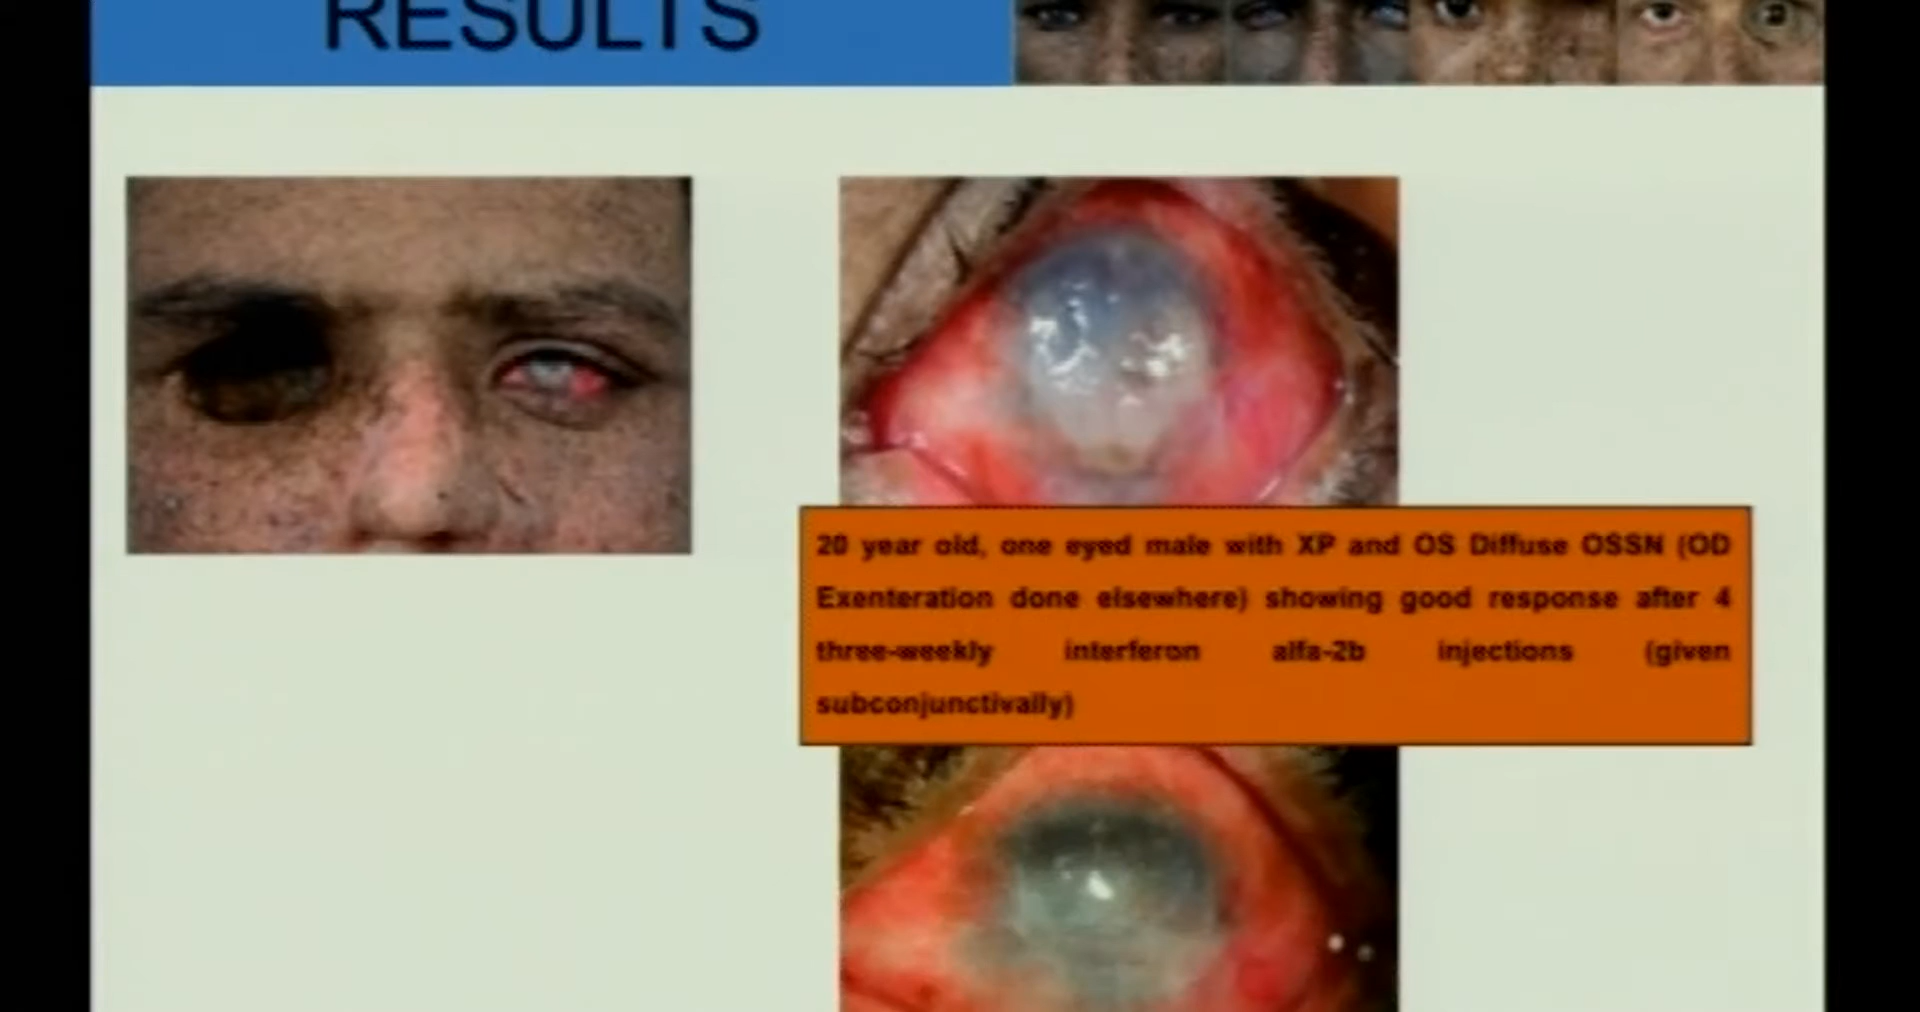 RESULTS
20 year old, one eyed male with XP and OS Diffuse OSSN (OD
Exenteration done elsewhere) showing good response after 4
three-weekly interferon alfa-2b injections (given
subconjunctivally)